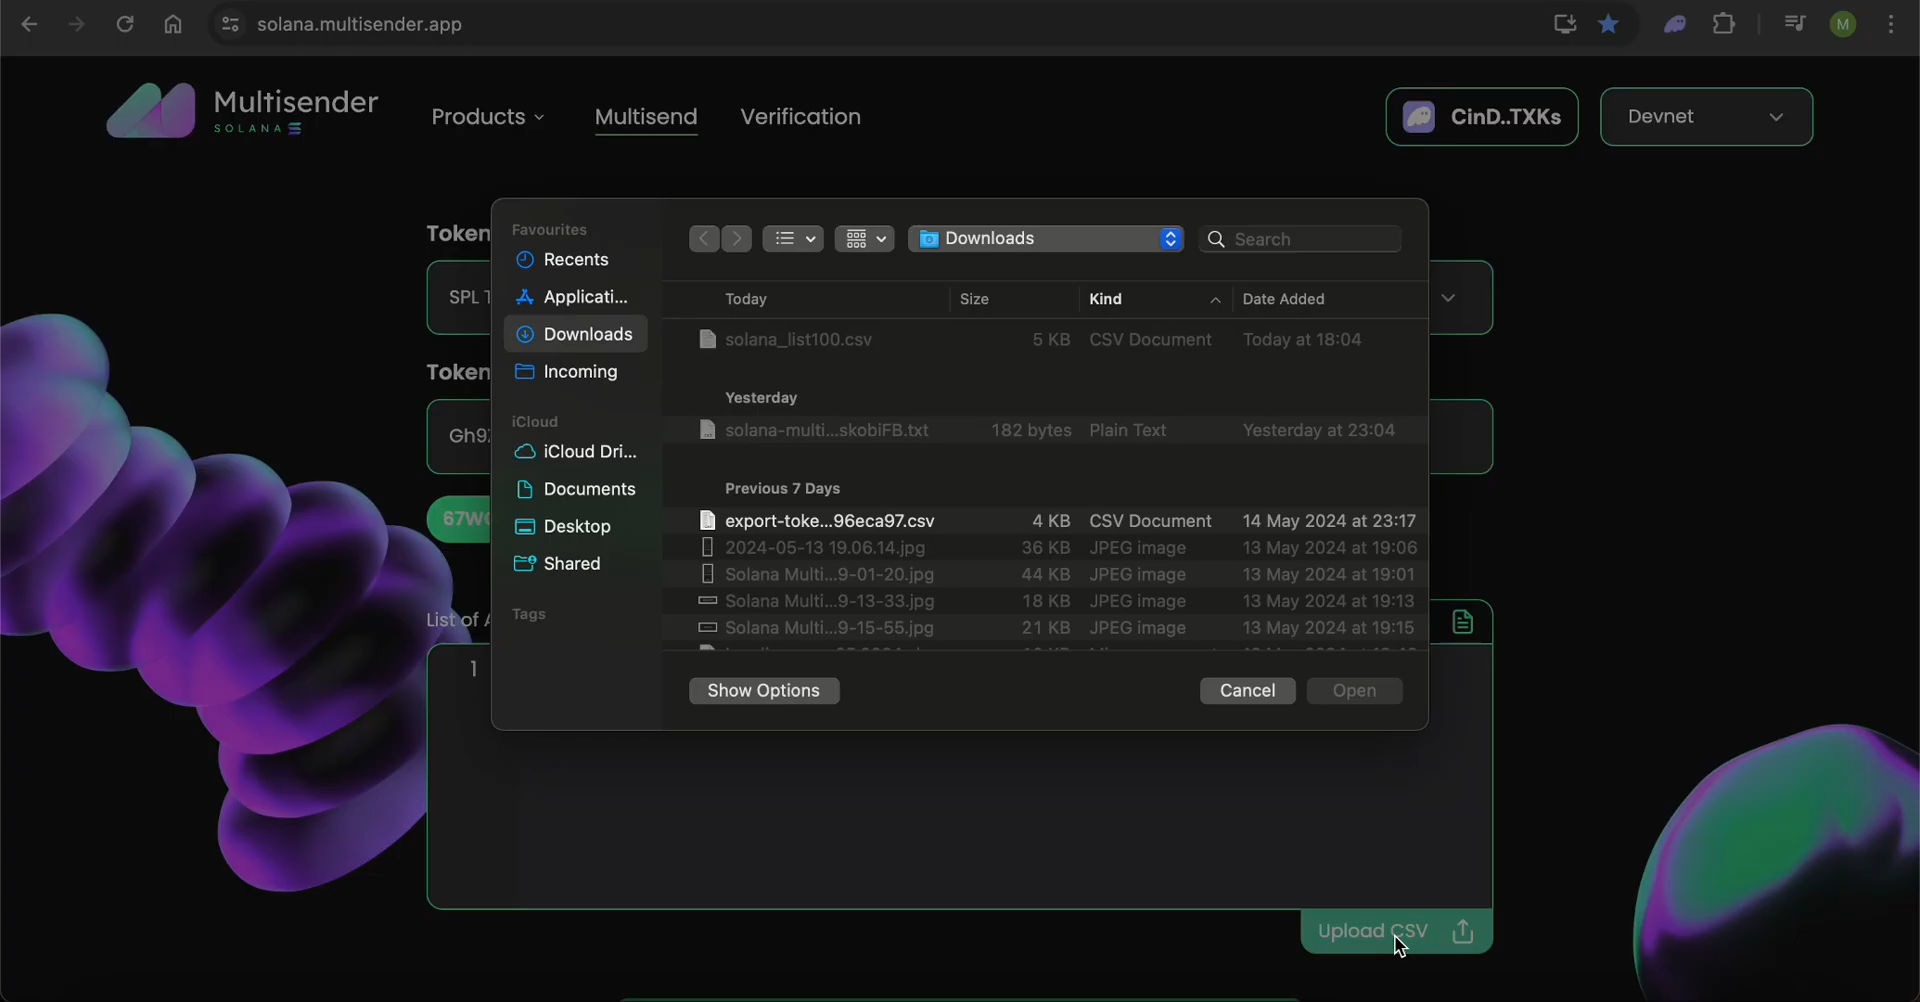 solana.multisender.app
M
Multisender
SOLANA
Products
Multisend
Verification
CinD..TXKs
Devnet
Token
SPL T
Token
Gh9
67W
List of A
1
Favourites
Recents
Applicati...
Downloads
Incoming
iCloud
iCloud Dri...
Documents
Desktop
Shared
Tags
Downloads
Search
Today Size Kind Date Added
solana_list100.csv 5 KB CSV Document Today at 18:04
Yesterday
solana-multi...skobiFB.txt 182 bytes Plain Text Yesterday at 23:04
Previous 7 Days
export-toke...96eca97.csv 4 KB CSV Document 14 May 2024 at 23:17
2024-05-13 19.06.14.jpg 36 KB JPEG image 13 May 2024 at 19:06
Solana Multi...9-01-20.jpg 44 KB JPEG image 13 May 2024 at 19:01
Solana Multi...9-13-33.jpg 18 KB JPEG image 13 May 2024 at 19:13
Solana Multi...9-15-55.jpg 21 KB JPEG image 13 May 2024 at 19:15
Show Options
Cancel
Open
Upload CSV